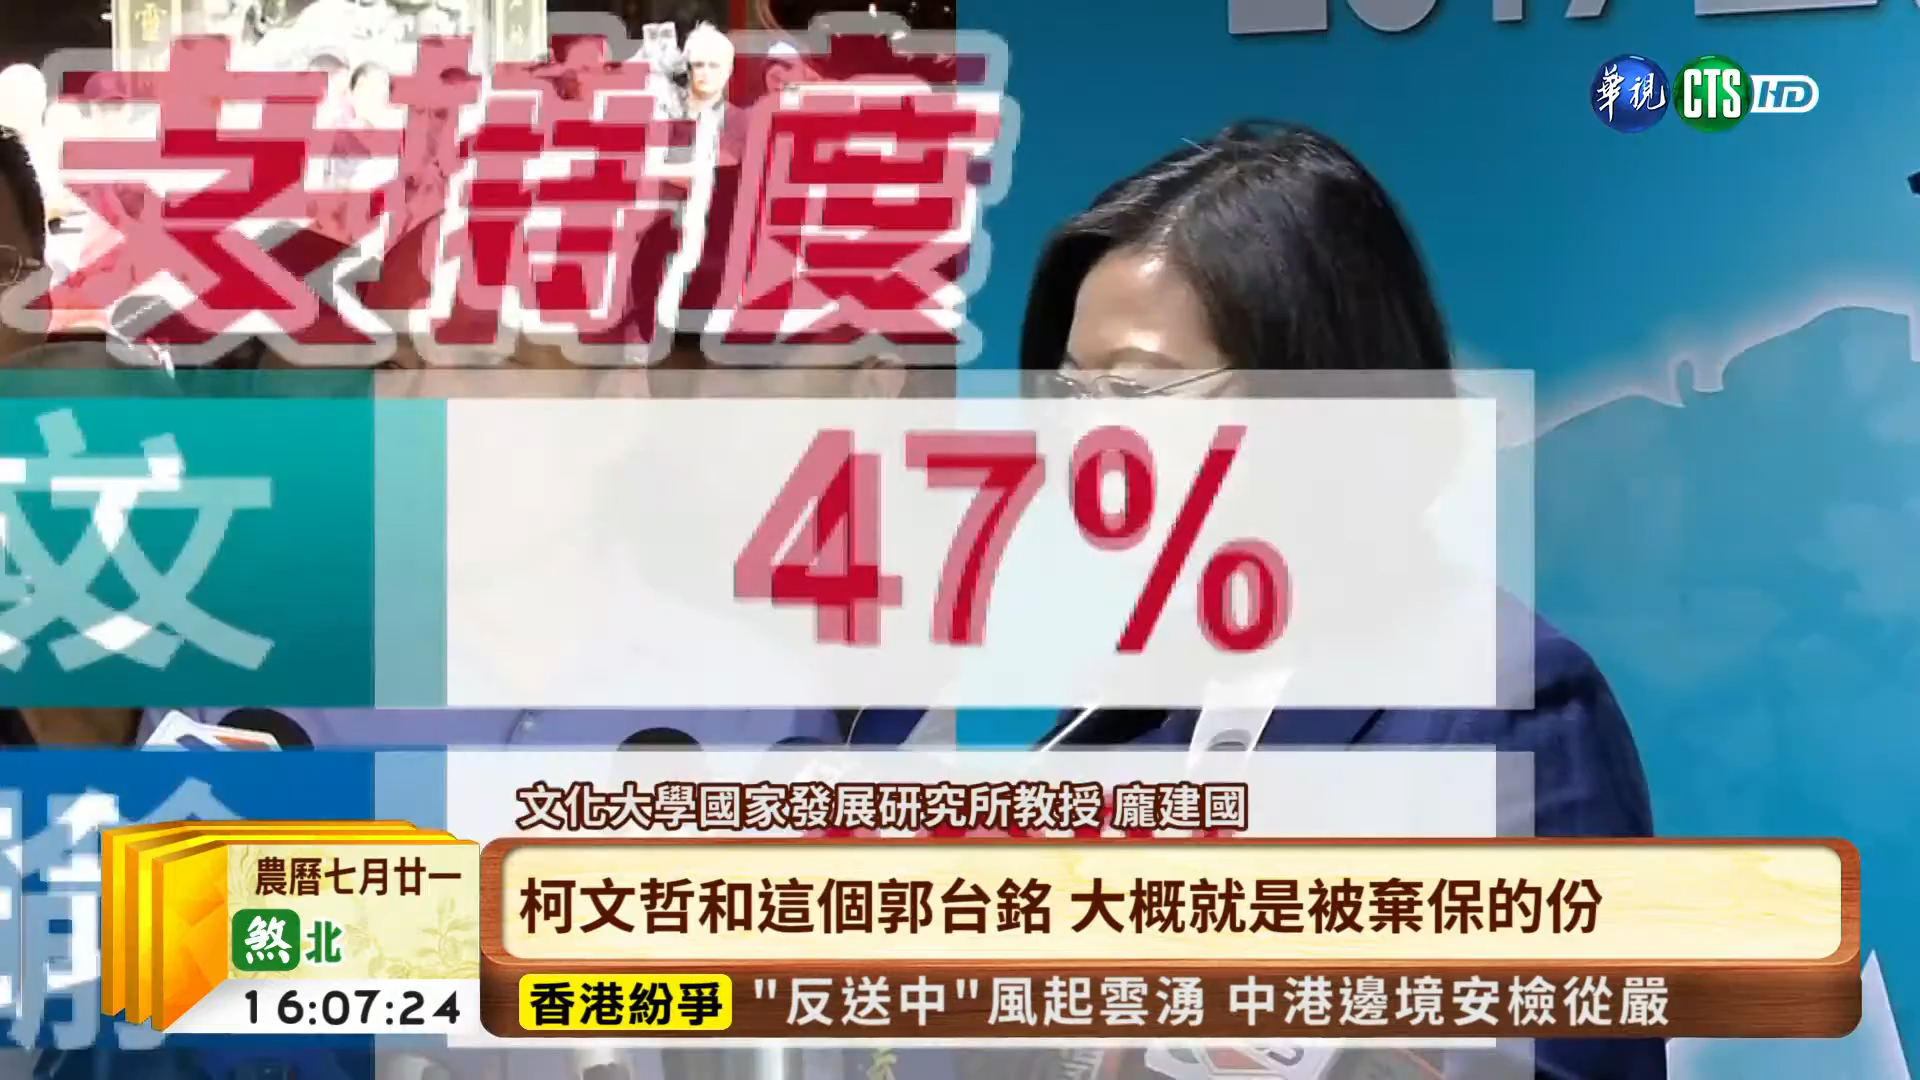 華視 CTS HD
支持度
47%
文化大學國家發展研究所教授 龐建國
農曆七月廿一
柯文哲和這個郭台銘 大概就是被棄保的份
煞北
香港紛爭 "反送中"風起雲湧 中港邊境安檢從嚴
16:07:24